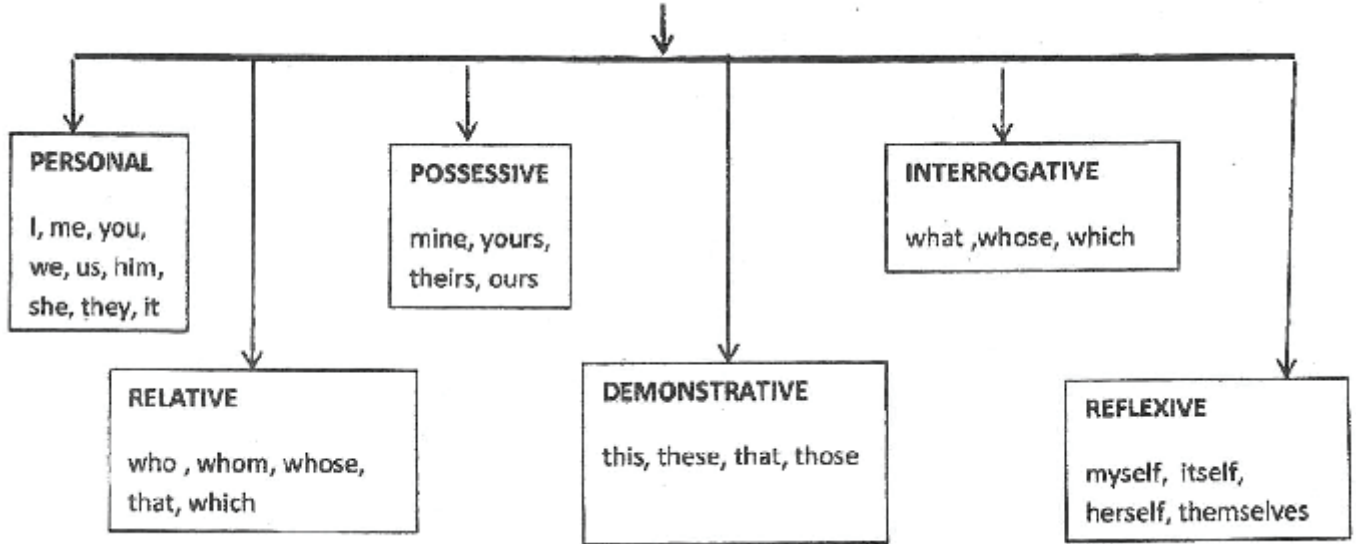 PERSONAL
I, me, you,
we, us, him,
she, they, it
POSSESSIVE
mine, yours,
theirs, ours
INTERROGATIVE
what ,whose, which
RELATIVE
who , whom, whose,
that, which
DEMONSTRATIVE
this, these, that, those
REFLEXIVE
myself, itself,
herself, themselves